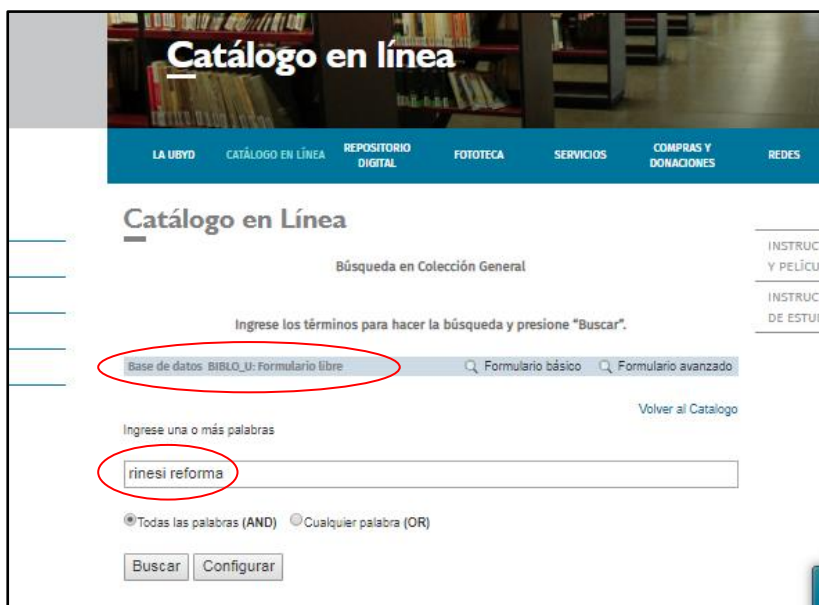 Catálogo en línea
LA UBYD CATÁLOGO EN LÍNEA REPOSITORIO DIGITAL FOTOTECA SERVICIOS COMPRAS Y DONACIONES REDES
Catálogo en Línea
INSTRUC
Y PELÍCU
Búsqueda en Colección General
INSTRUC
DE ESTU
Ingrese los términos para hacer la búsqueda y presione "Buscar".
Base de datos BIBLO_U: Formulario libre Formulario básico Formulario avanzado
Volver al Catalogo
Ingrese una o más palabras
rinesi reforma
Todas las palabras (AND) Cualquier palabra (OR)
Buscar Configurar